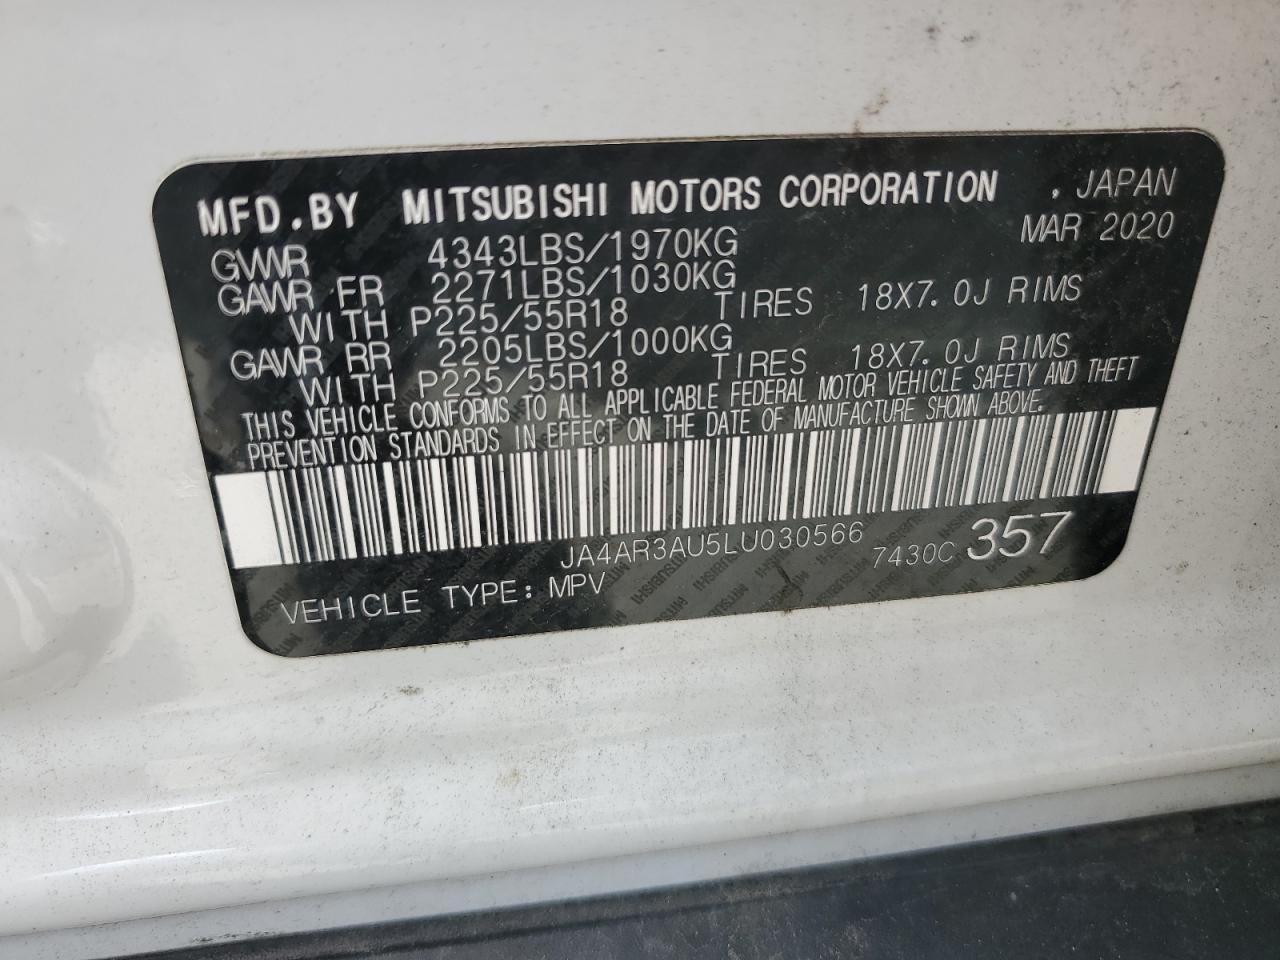 MFD.BY MITSUBISHI MOTORS CORPORATION , JAPAN
MAR 2020
GVWR 4343LBS/1970KG
GAWR FR 2271LBS/1030KG
WITH P225/55R18 TIRES 18X7.0J RIMS
GAWR RR 2205LBS/1000KG
WITH P225/55R18 TIRES 18X7.0J RIMS
THIS VEHICLE CONFORMS TO ALL APPLICABLE FEDERAL MOTOR VEHICLE SAFETY AND THEFT
PREVENTION STANDARDS IN EFFECT ON THE DATE OF MANUFACTURE SHOWN ABOVE.
JA4AR3AU5LU030566 7430C 357
VEHICLE TYPE: MPV